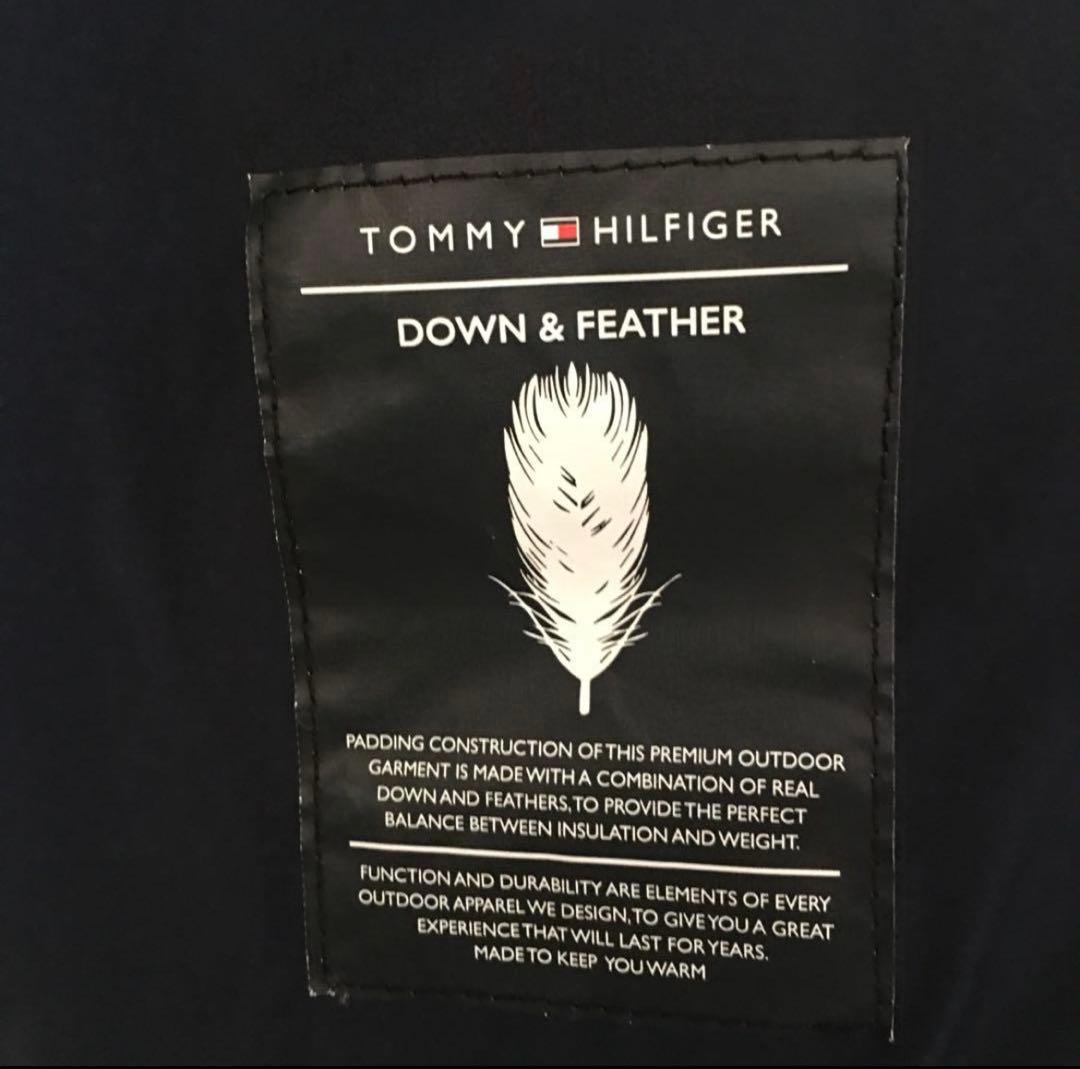 TOMMY HILFIGER
DOWN & FEATHER
PADDING CONSTRUCTION OF THIS PREMIUM OUTDOOR
GARMENT IS MADE WITH A COMBINATION OF REAL
DOWN AND FEATHERS, TO PROVIDE THE PERFECT
BALANCE BETWEEN INSULATION AND WEIGHT.
FUNCTION AND DURABILITY ARE ELEMENTS OF EVERY
OUTDOOR APPAREL WE DESIGN, TO GIVE YOU A GREAT
EXPERIENCE THAT WILL LAST FOR YEARS.
MADE TO KEEP YOU WARM